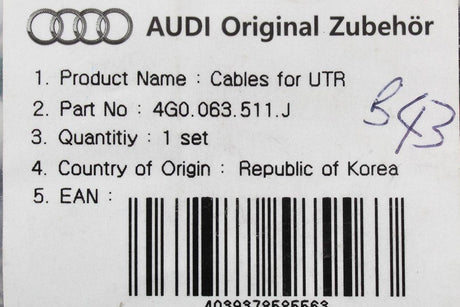 AUDI Original Zubehör
1. Product Name : Cables for UTR
2. Part No : 4G0.063.511.J
3. Quantitiy : 1 set
4. Country of Origin : Republic of Korea
5. EAN :
B43